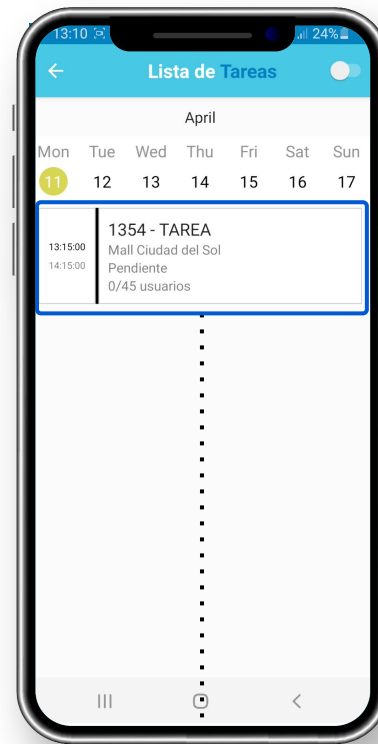 13:10 24%
Lista de Tareas
April
Mon Tue Wed Thu Fri Sat Sun
11 12 13 14 15 16 17
13:15:00
14:15:00
1354 - TAREA
Mall Ciudad del Sol
Pendiente
0/45 usuarios